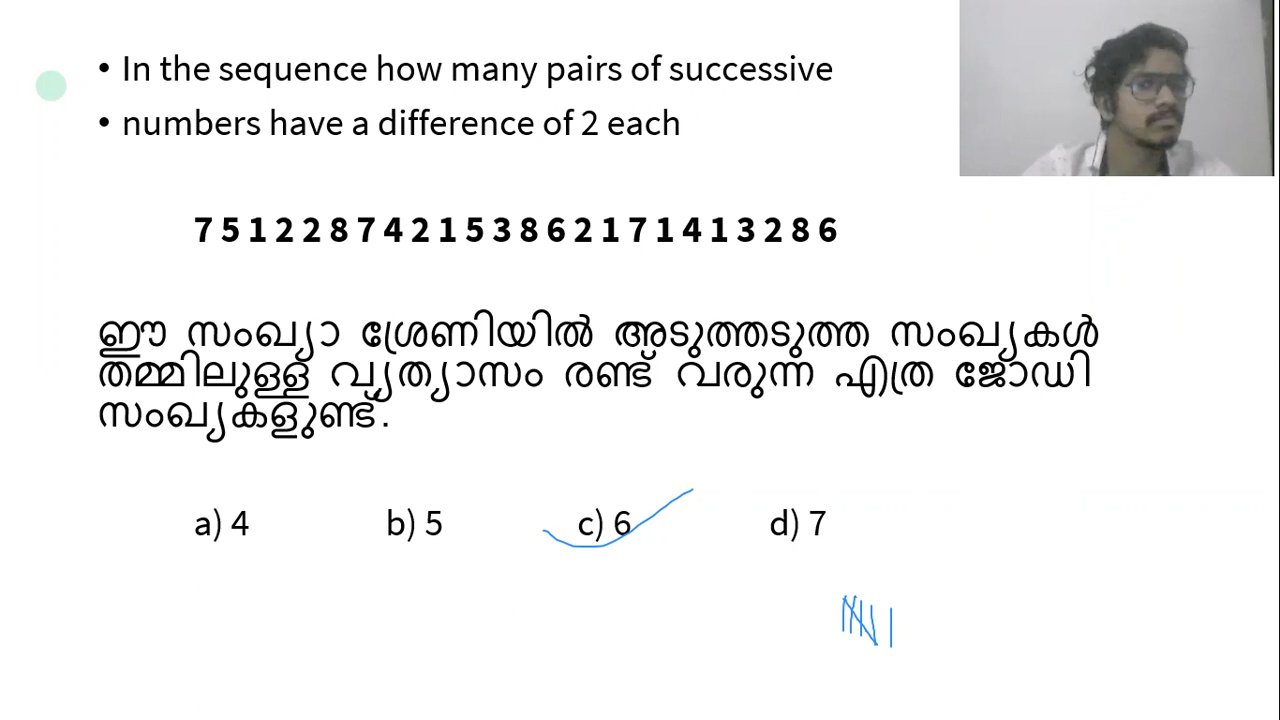 • In the sequence how many pairs of successive
• numbers have a difference of 2 each
7 5 1 2 2 8 7 4 2 1 5 3 8 6 2 1 7 1 4 1 3 2 8 6
ഈ സംഖ്യാ ശ്രേണിയിൽ അടുത്തടുത്ത സംഖ്യകൾ
തമ്മിലുള്ള വ്യത്യാസം രണ്ട് വരുന്ന എത്ര ജോഡി
സംഖ്യകളുണ്ട്.
a) 4 b) 5 c) 6 d) 7